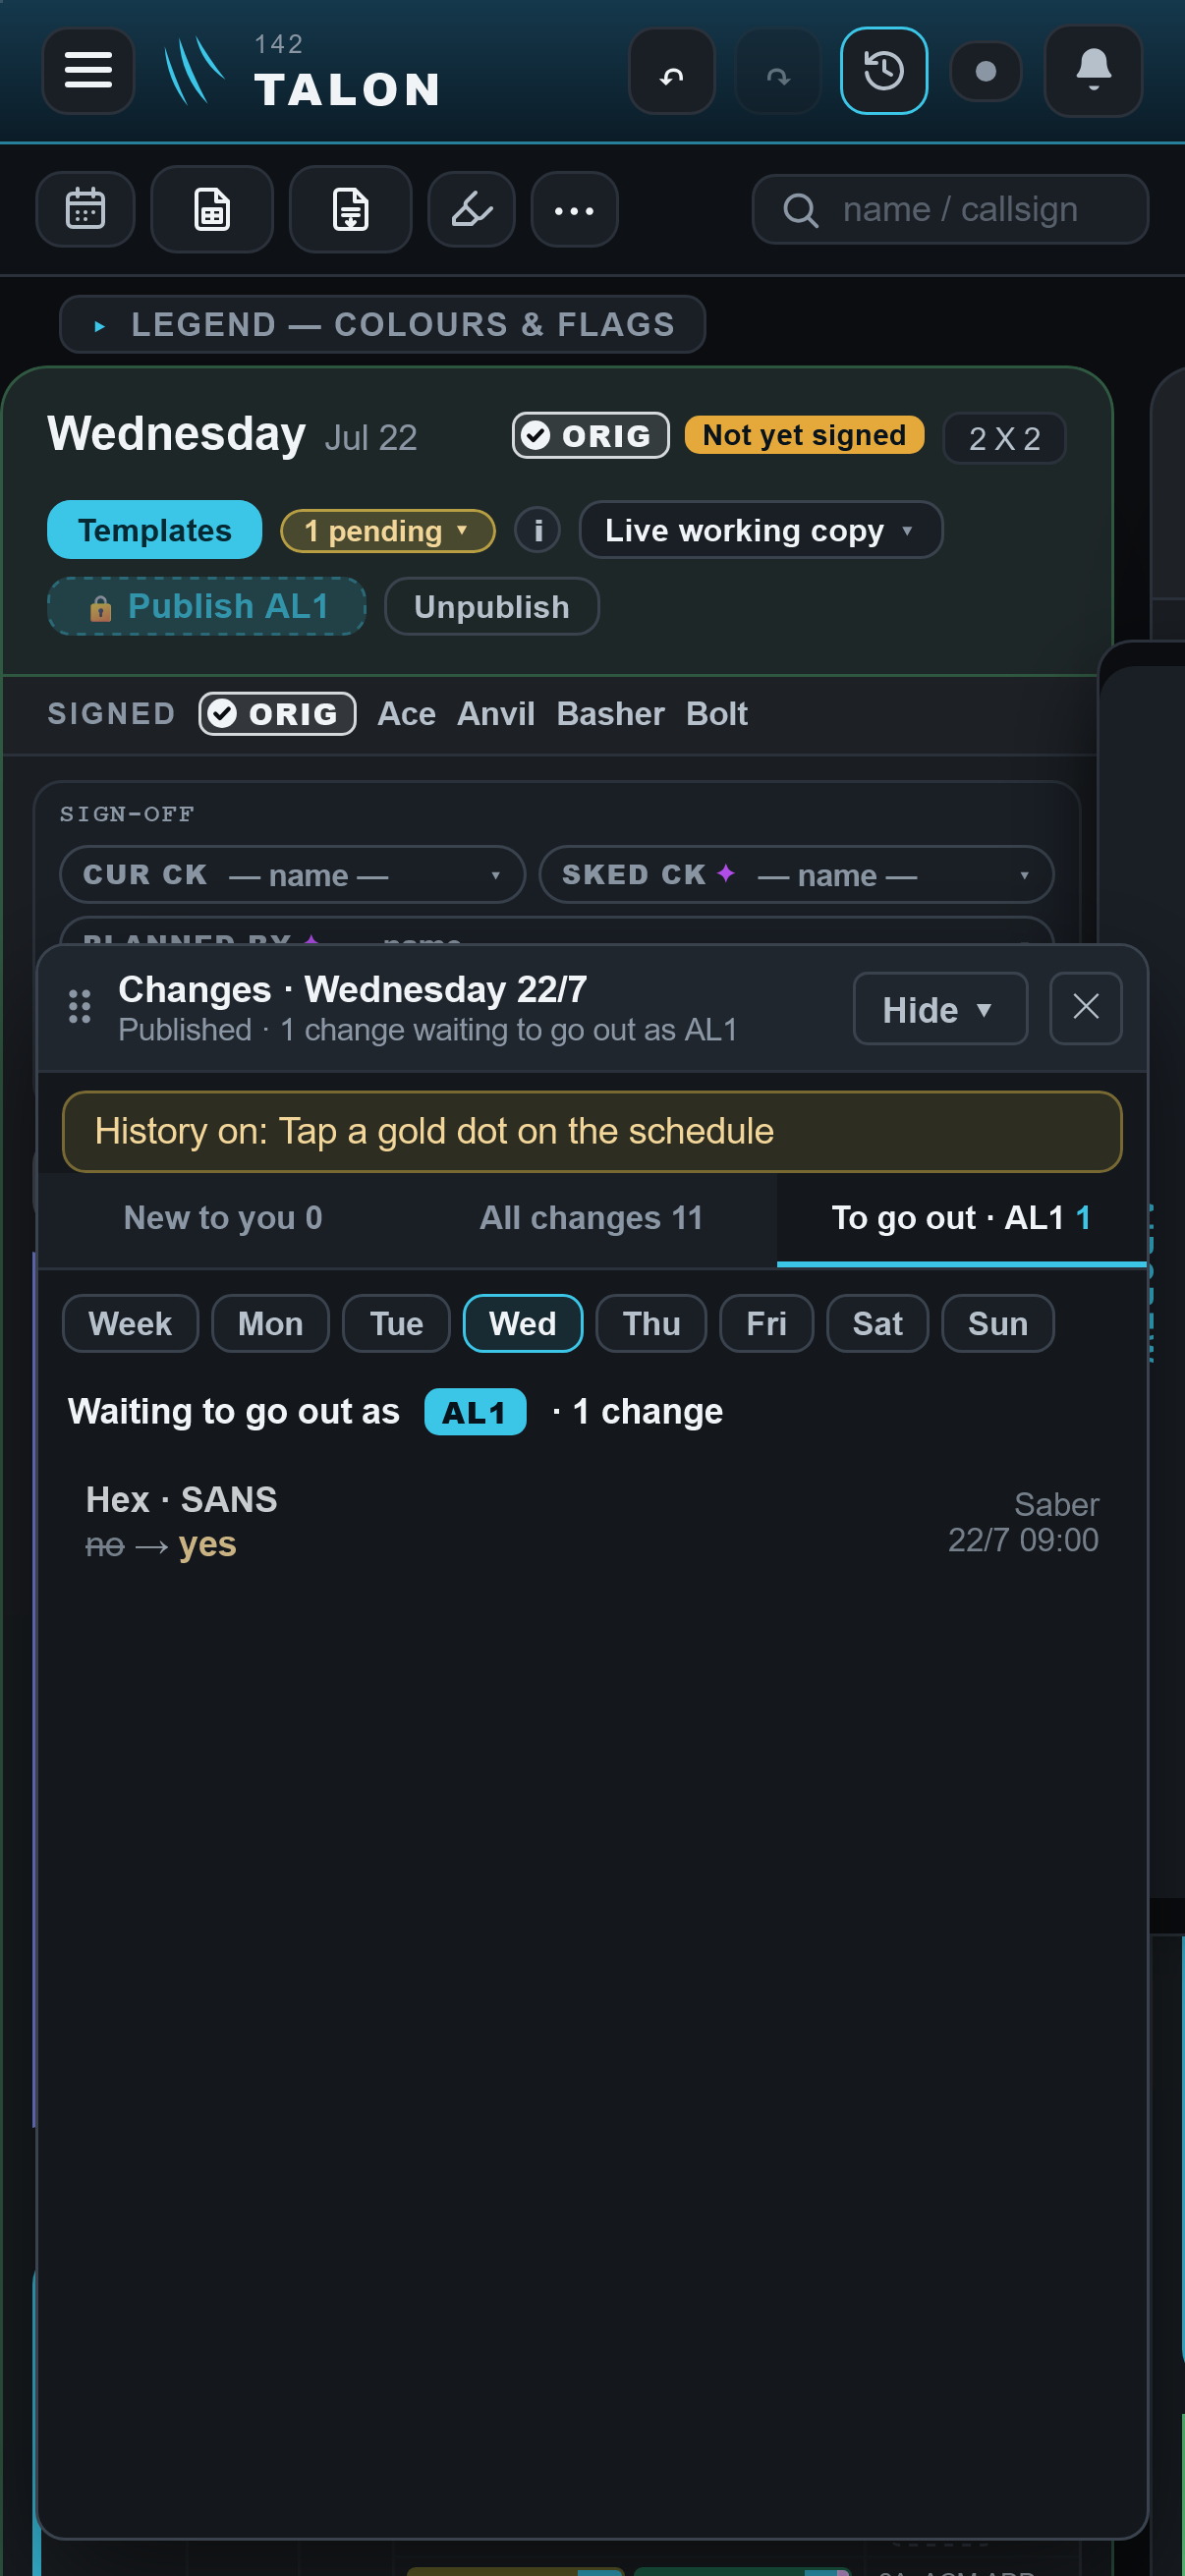 142
TALON
name / callsign
▸ LEGEND — COLOURS & FLAGS
Wednesday Jul 22 ORIG Not yet signed 2 X 2
Templates 1 pending ▾ i Live working copy ▾
🔒 Publish AL1 Unpublish
SIGNED ORIG Ace Anvil Basher Bolt
SIGN-OFF
CUR CK — name — ▾ SKED CK ✦ — name — ▾
PLANNED BY ✦ — name —
Changes · Wednesday 22/7
Published · 1 change waiting to go out as AL1
Hide ▾
History on: Tap a gold dot on the schedule
New to you 0 All changes 11 To go out · AL1 1
Week Mon Tue Wed Thu Fri Sat Sun
Waiting to go out as AL1 · 1 change
Hex · SANS
no → yes
Saber
22/7 09:00